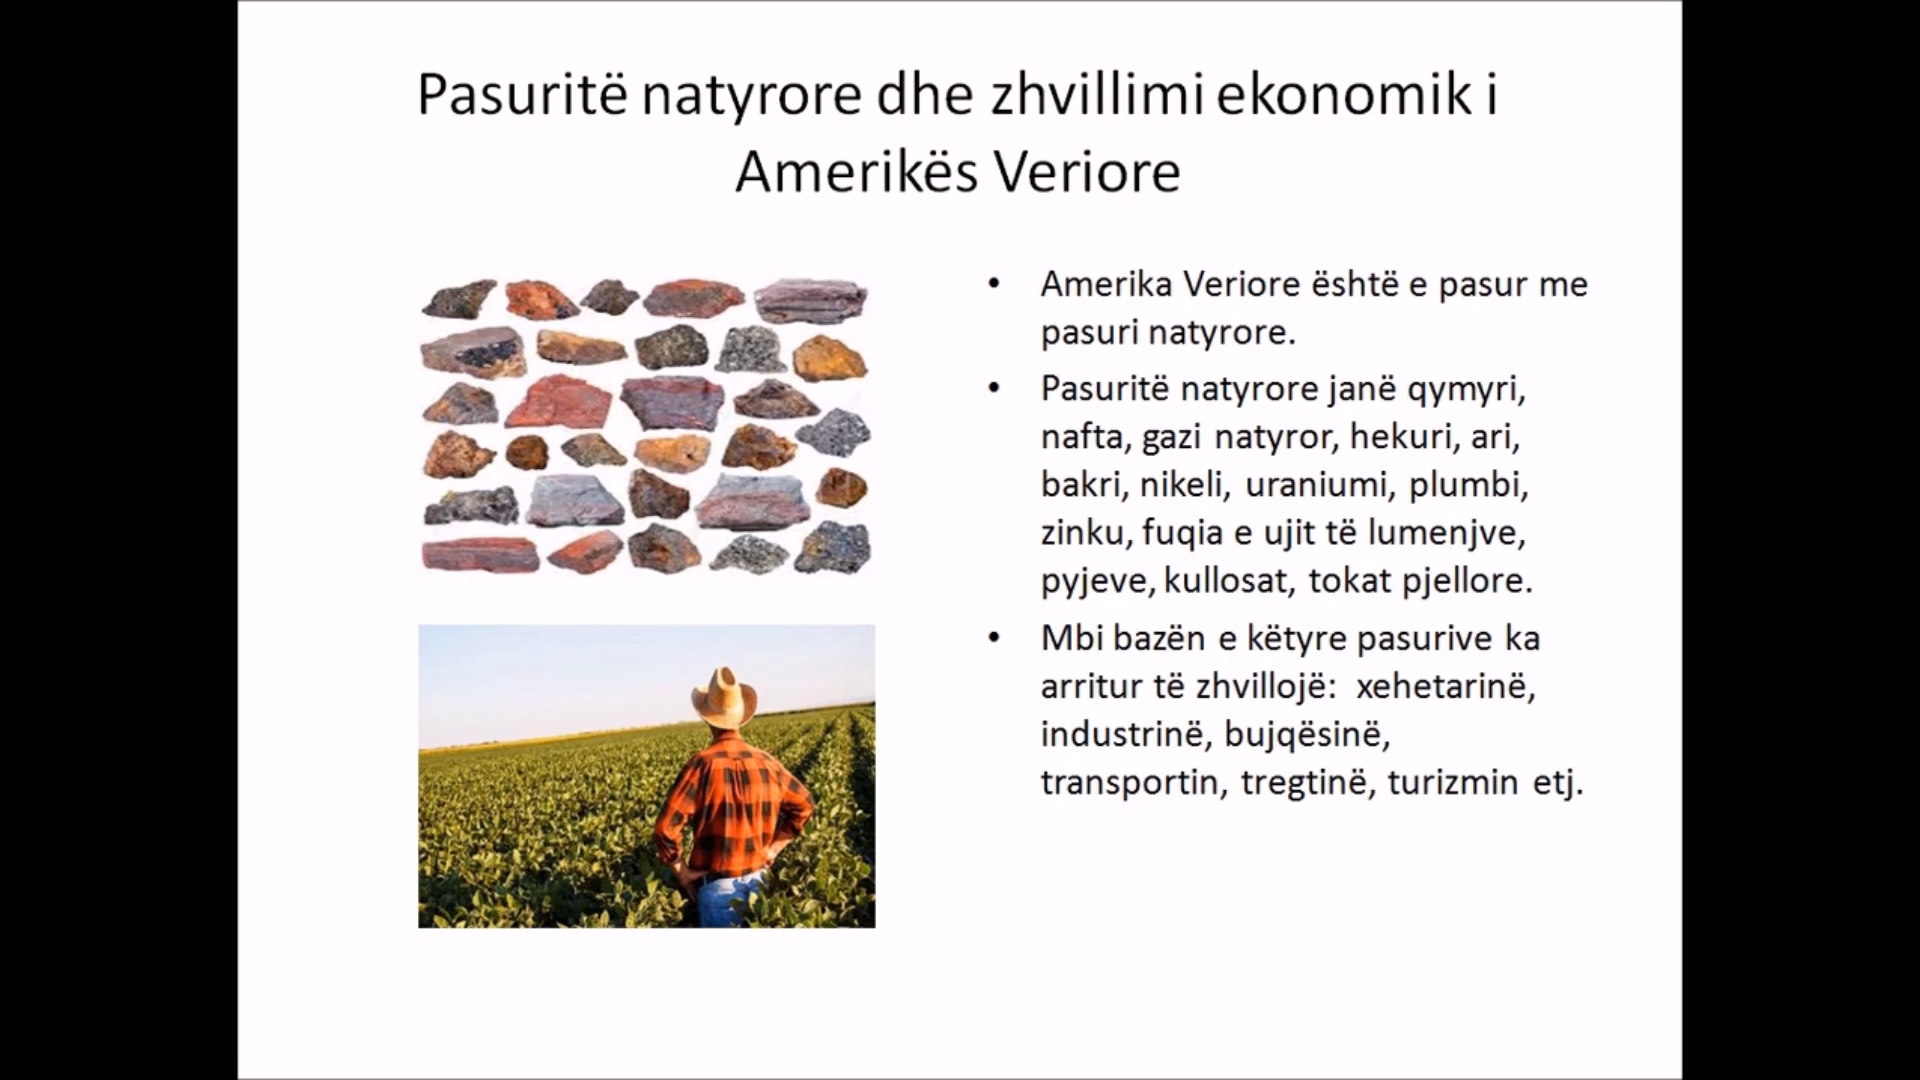 Pasuritë natyrore dhe zhvillimi ekonomik i
Amerikës Veriore
• Amerika Veriore është e pasur me
pasuri natyrore.
• Pasuritë natyrore janë qymyri,
nafta, gazi natyror, hekuri, ari,
bakri, nikeli, uraniumi, plumbi,
zinku, fuqia e ujit të lumenjve,
pyjeve, kullosat, tokat pjellore.
• Mbi bazën e këtyre pasurive ka
arritur të zhvillojë: xehetarinë,
industrinë, bujqësinë,
transportin, tregtinë, turizmin etj.